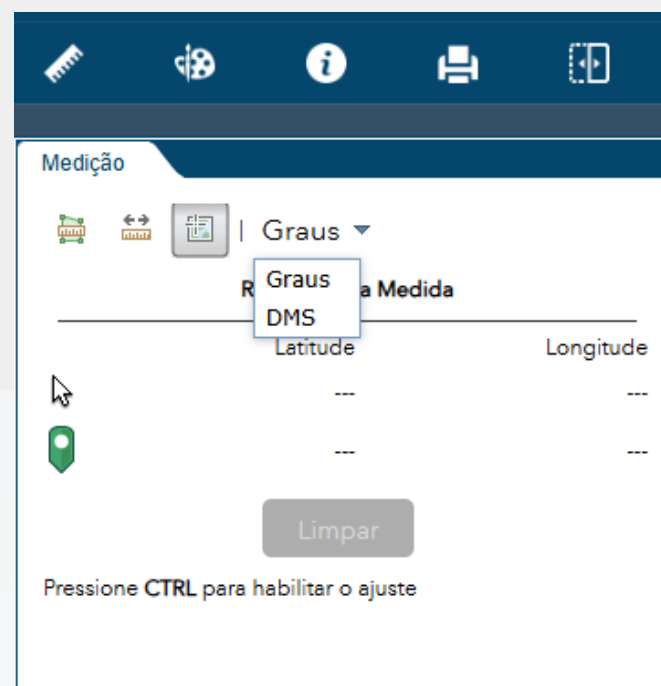 Medição
| Graus
Graus
R a Medida
DMS
Latitude Longitude
--- ---
--- ---
Limpar
Pressione CTRL para habilitar o ajuste